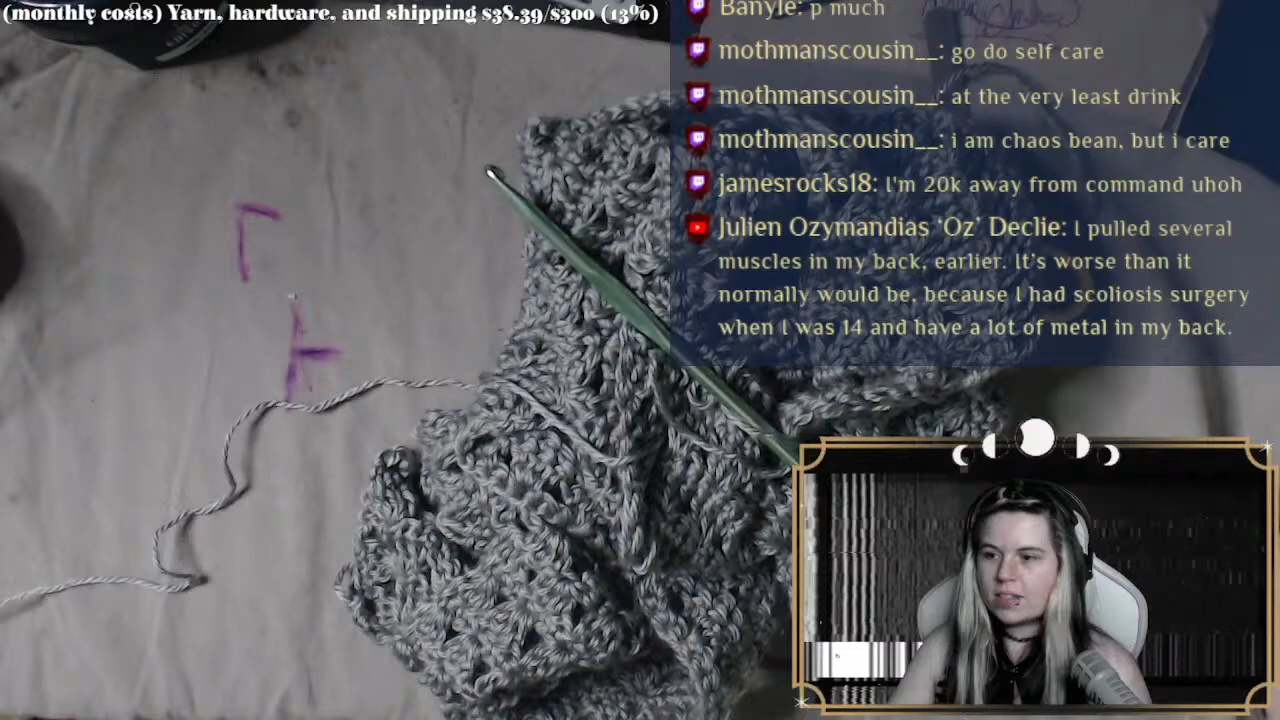 (monthly costs) Yarn, hardware, and shipping $38.39/$300 (13%)
Banyle: p much
mothmanscousin__: go do self care
mothmanscousin__: at the very least drink
mothmanscousin__: i am chaos bean, but i care
jamesrocks18: I'm 20k away from command uhoh
Julien Ozymandias ‘Oz’ Declie: I pulled several
muscles in my back, earlier. It's worse than it
normally would be, because I had scoliosis surgery
when I was 14 and have a lot of metal in my back.